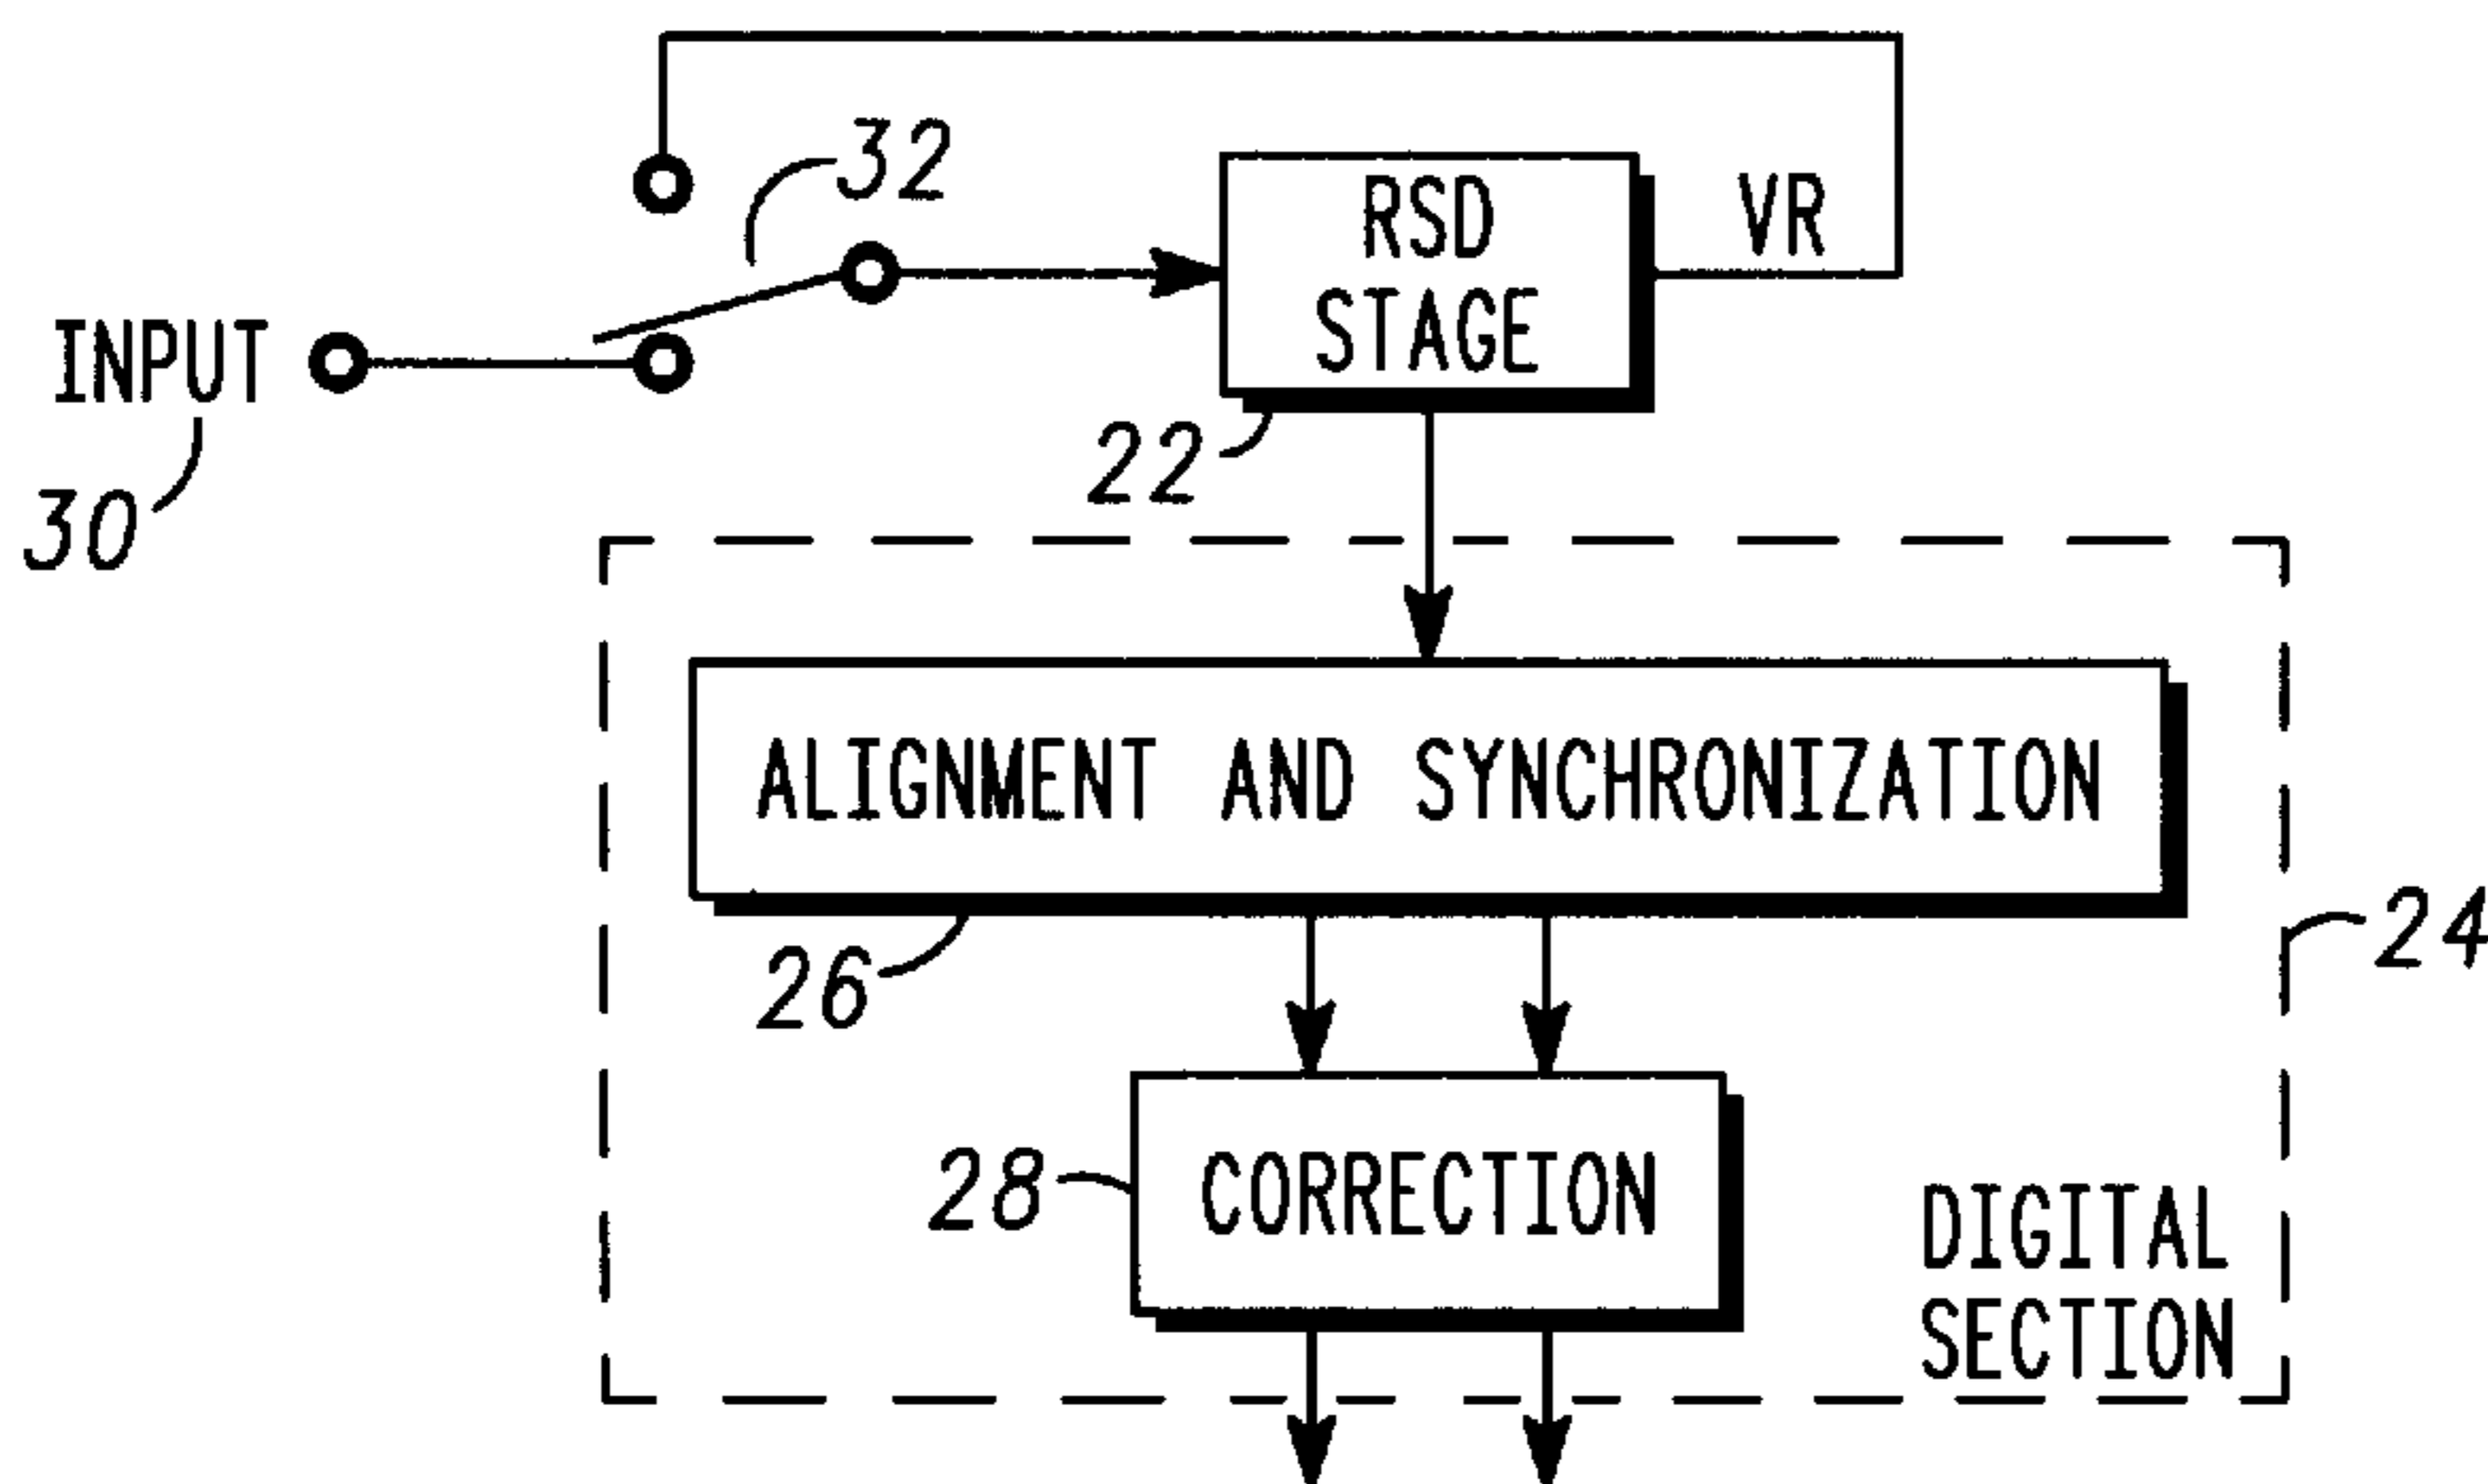 32
RSD
STAGE
VR
INPUT
22
30
ALIGNMENT AND SYNCHRONIZATION
24
26
28
CORRECTION
DIGITAL
SECTION